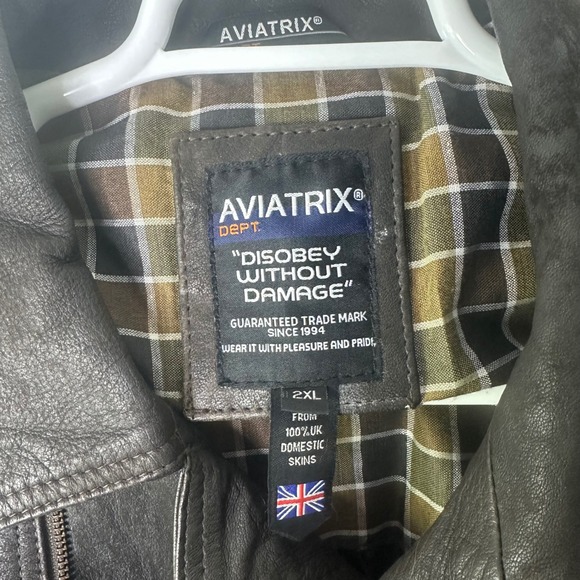 AVIATRIX®
AVIATRIX®
DEPT.
"DISOBEY
WITHOUT
DAMAGE"
GUARANTEED TRADE MARK
SINCE 1994
WEAR IT WITH PLEASURE AND PRIDE
2XL
FROM
100% UK
DOMESTIC
SKINS